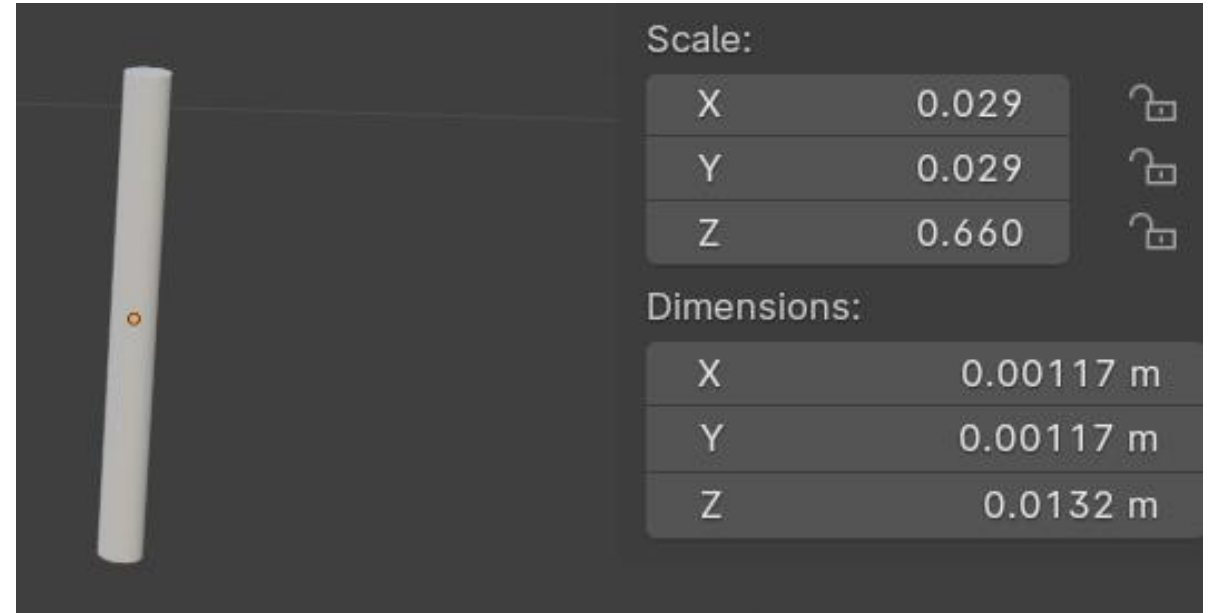 Scale:
X 0.029
Y 0.029
Z 0.660
Dimensions:
X 0.00117 m
Y 0.00117 m
Z 0.0132 m